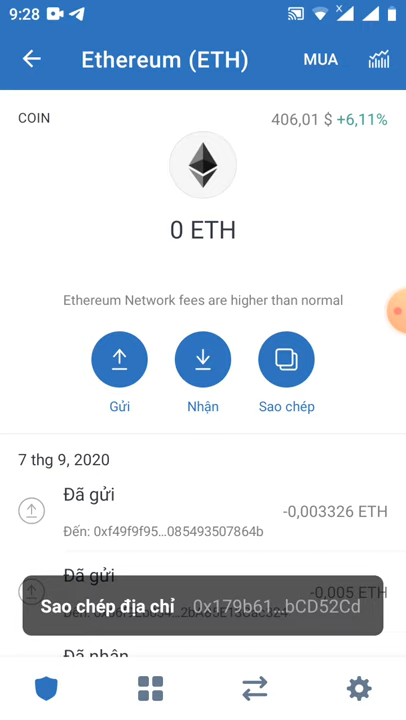 9:28
Ethereum (ETH)
MUA
COIN
406,01 $ +6,11%
0 ETH
Ethereum Network fees are higher than normal
Gửi
Nhận
Sao chép
7 thg 9, 2020
Đã gửi
-0,003326 ETH
Đến: 0xf49f9f95...085493507864b
Đã gửi
-0,005 ETH
Sao chép địa chỉ 0x179b61...bCD52Cd
Đã nhận